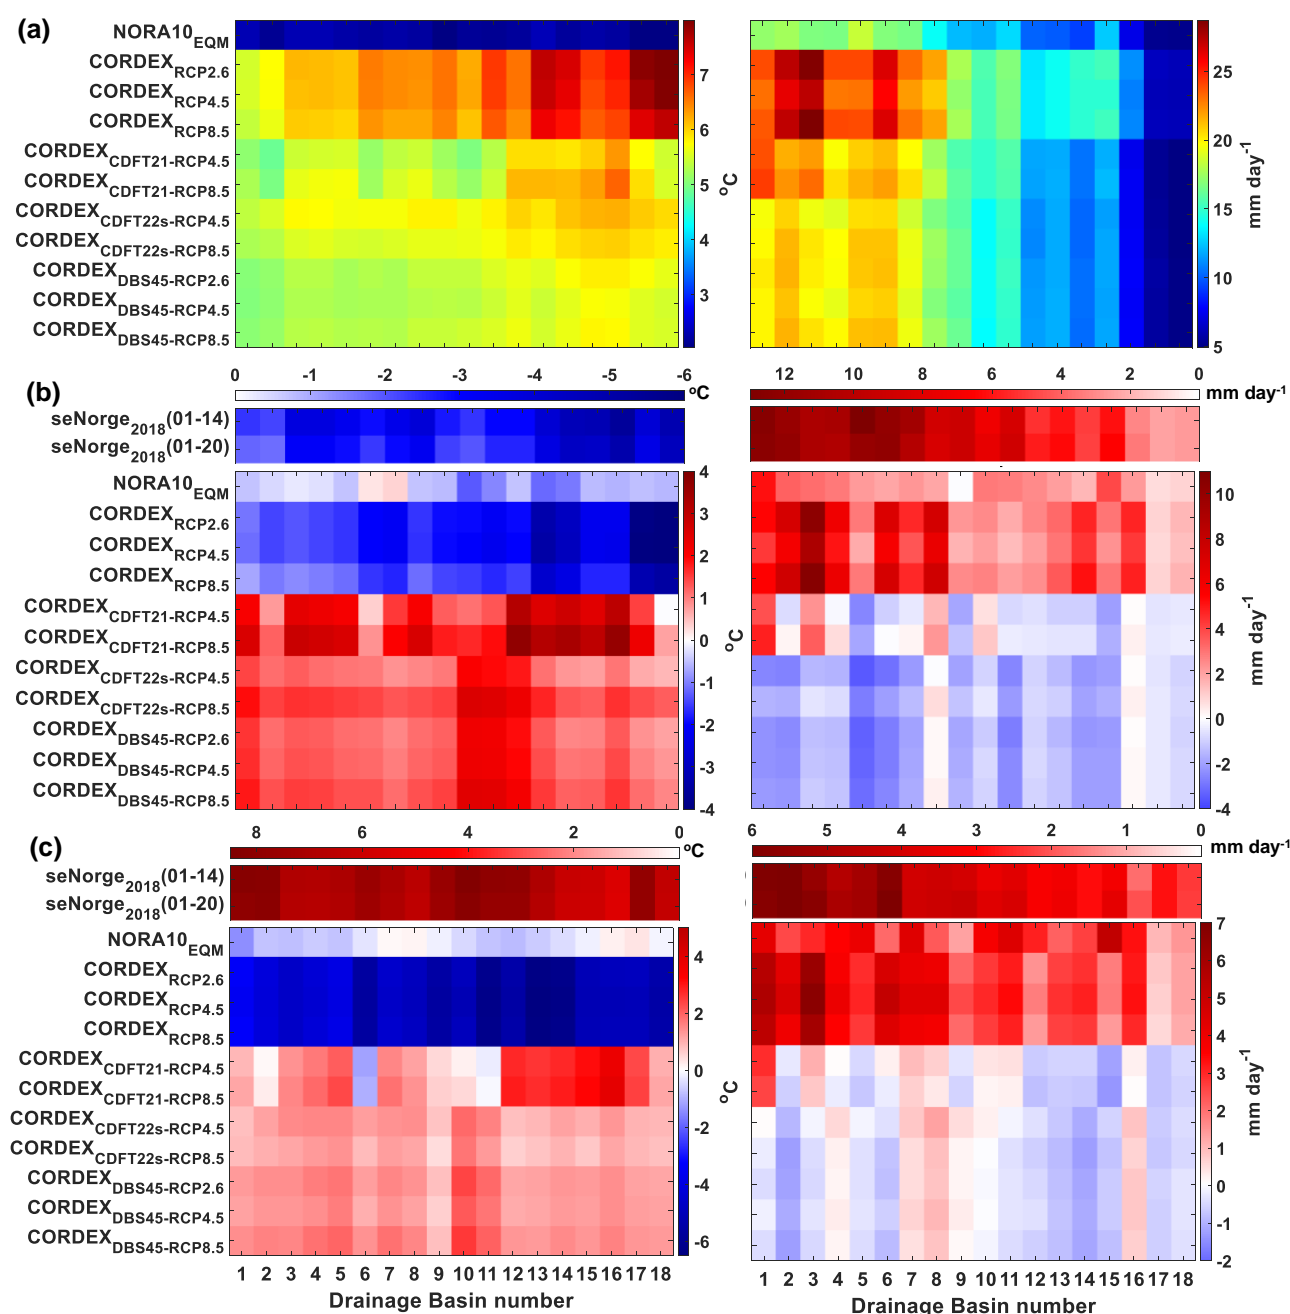 (a)
NORA10EQM
CORDEXRCP2.6
CORDEXRCP4.5
CORDEXRCP8.5
CORDEXCDFT21-RCP4.5
CORDEXCDFT21-RCP8.5
CORDEXCDFT22s-RCP4.5
CORDEXCDFT22s-RCP8.5
CORDEXDBS45-RCP2.6
CORDEXDBS45-RCP4.5
CORDEXDBS45-RCP8.5
7
6
5
4
3
oC
25
20
15
10
5
mm day-1
(b)
0 -1 -2 -3 -4 -5 -6
oC
12 10 8 6 4 2 0
mm day-1
seNorge2018(01-14)
seNorge2018(01-20)
NORA10EQM
CORDEXRCP2.6
CORDEXRCP4.5
CORDEXRCP8.5
CORDEXCDFT21-RCP4.5
CORDEXCDFT21-RCP8.5
CORDEXCDFT22s-RCP4.5
CORDEXCDFT22s-RCP8.5
CORDEXDBS45-RCP2.6
CORDEXDBS45-RCP4.5
CORDEXDBS45-RCP8.5
4
3
2
1
0
-1
-2
-3
-4
oC
10
8
6
4
2
0
-2
-4
mm day-1
(c)
8 6 4 2 0
oC
6 5 4 3 2 1 0
mm day-1
seNorge2018(01-14)
seNorge2018(01-20)
NORA10EQM
CORDEXRCP2.6
CORDEXRCP4.5
CORDEXRCP8.5
CORDEXCDFT21-RCP4.5
CORDEXCDFT21-RCP8.5
CORDEXCDFT22s-RCP4.5
CORDEXCDFT22s-RCP8.5
CORDEXDBS45-RCP2.6
CORDEXDBS45-RCP4.5
CORDEXDBS45-RCP8.5
4
2
0
-2
-4
-6
oC
7
6
5
4
3
2
1
0
-1
-2
mm day-1
1 2 3 4 5 6 7 8 9 10 11 12 13 14 15 16 17 18
Drainage Basin number
1 2 3 4 5 6 7 8 9 10 11 12 13 14 15 16 17 18
Drainage Basin number